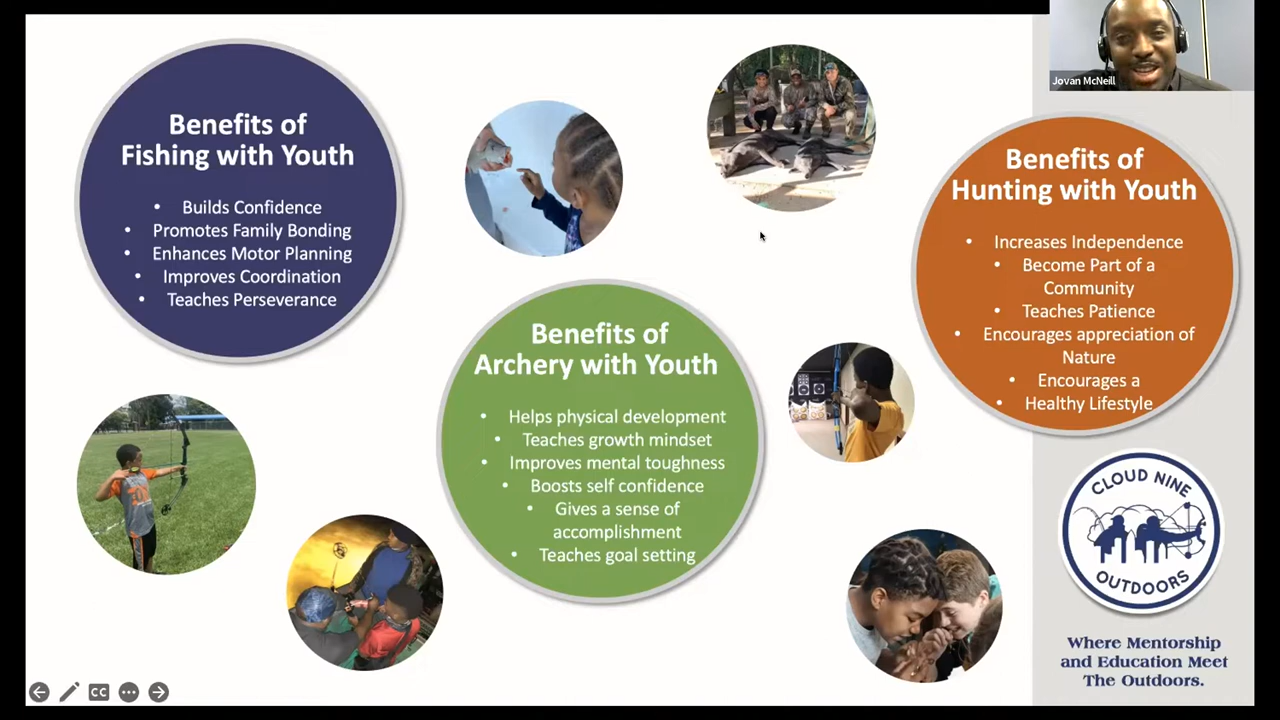 Benefits of
Fishing with Youth
• Builds Confidence
• Promotes Family Bonding
• Enhances Motor Planning
• Improves Coordination
• Teaches Perseverance
Benefits of
Archery with Youth
• Helps physical development
• Teaches growth mindset
• Improves mental toughness
• Boosts self confidence
• Gives a sense of
accomplishment
• Teaches goal setting
Jovan McNeill
Benefits of
Hunting with Youth
• Increases Independence
• Become Part of a
Community
• Teaches Patience
• Encourages appreciation of
Nature
• Encourages a
• Healthy Lifestyle
CLOUD NINE
OUTDOORS
Where Mentorship
and Education Meet
The Outdoors.
CC